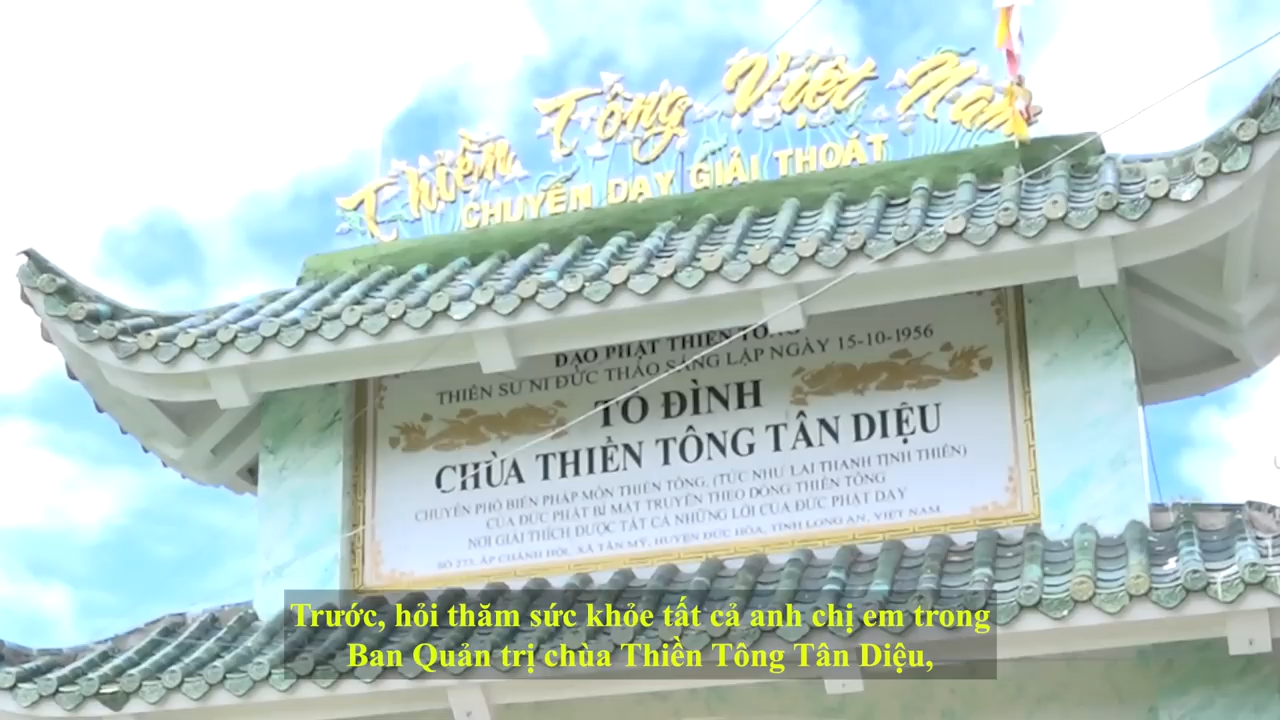 Thiền Tông Việt Nam
CHUYÊN DẠY GIẢI THOÁT
ĐẠO PHẬT THIỀN TÔNG
THIỀN SƯ NI ĐỨC THẢO SÁNG LẬP NGÀY 15-10-1956
TỔ ĐÌNH
CHÙA THIỀN TÔNG TÂN DIỆU
CHUYÊN PHỔ BIẾN PHÁP MÔN THIỀN TÔNG, (TỨC NHƯ LAI THANH TỊNH THIỀN)
CỦA ĐỨC PHẬT BÍ MẬT TRUYỀN THEO DÒNG THIỀN TÔNG
NƠI GIẢI THÍCH ĐƯỢC TẤT CẢ NHỮNG LỜI CỦA ĐỨC PHẬT DẠY
SỐ 273, ẤP CHÁNH HỘI, XÃ TÂN MỸ, HUYỆN ĐỨC HÒA, TỈNH LONG AN, VIỆT NAM
Trước, hỏi thăm sức khỏe tất cả anh chị em trong
Ban Quản trị chùa Thiền Tông Tân Diệu,